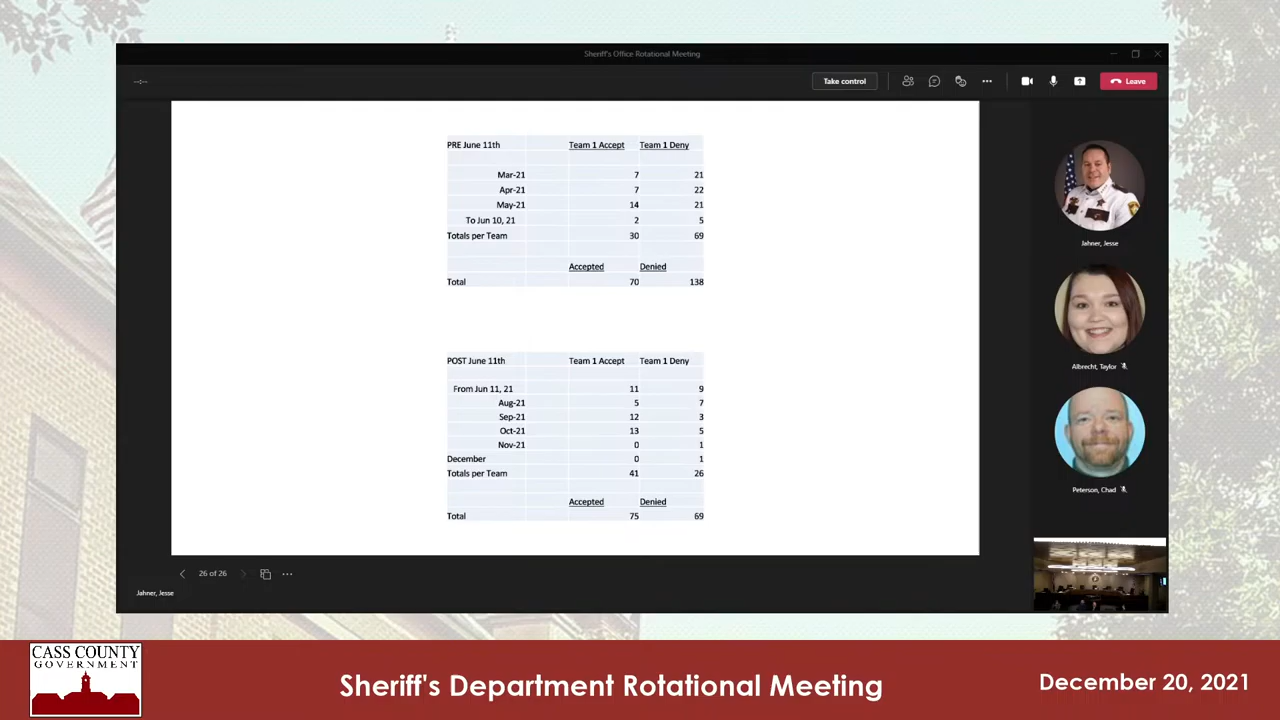 Sheriff's Office Rotational Meeting
--:--
Take control
Leave
PRE June 11th Team 1 Accept Team 1 Deny
Mar-21 7 21
Apr-21 7 22
May-21 14 21
To Jun 10, 21 2 5
Totals per Team 30 69
Accepted Denied
Total 70 138
POST June 11th Team 1 Accept Team 1 Deny
From Jun 11, 21 11 9
Aug-21 5 7
Sep-21 12 3
Oct-21 13 5
Nov-21 0 1
December 0 1
Totals per Team 41 26
Accepted Denied
Total 75 69
Jahner, Jesse
Albrecht, Taylor
Peterson, Chad
26 of 26
Jahner, Jesse
CASS COUNTY
GOVERNMENT
Sheriff's Department Rotational Meeting
December 20, 2021